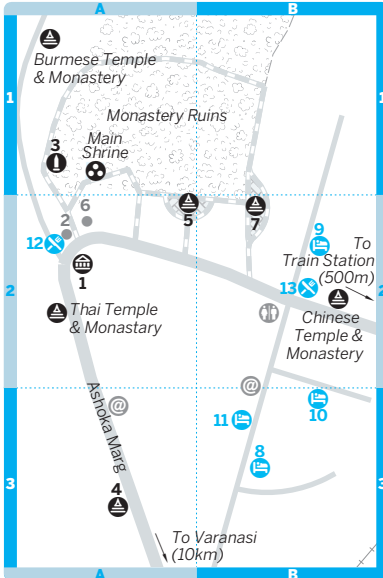 A
B
1
Burmese Temple
& Monastery
Monastery Ruins
3
Main
Shrine
1
6
2
5
7
12
9
To
Train Station
(500m)
1
13
2
2
Thai Temple
& Monastary
Chinese
Temple &
Monastery
@
@
Ashoka Marg
11
10
8
3
3
4
To Varanasi
(10km)
A
B